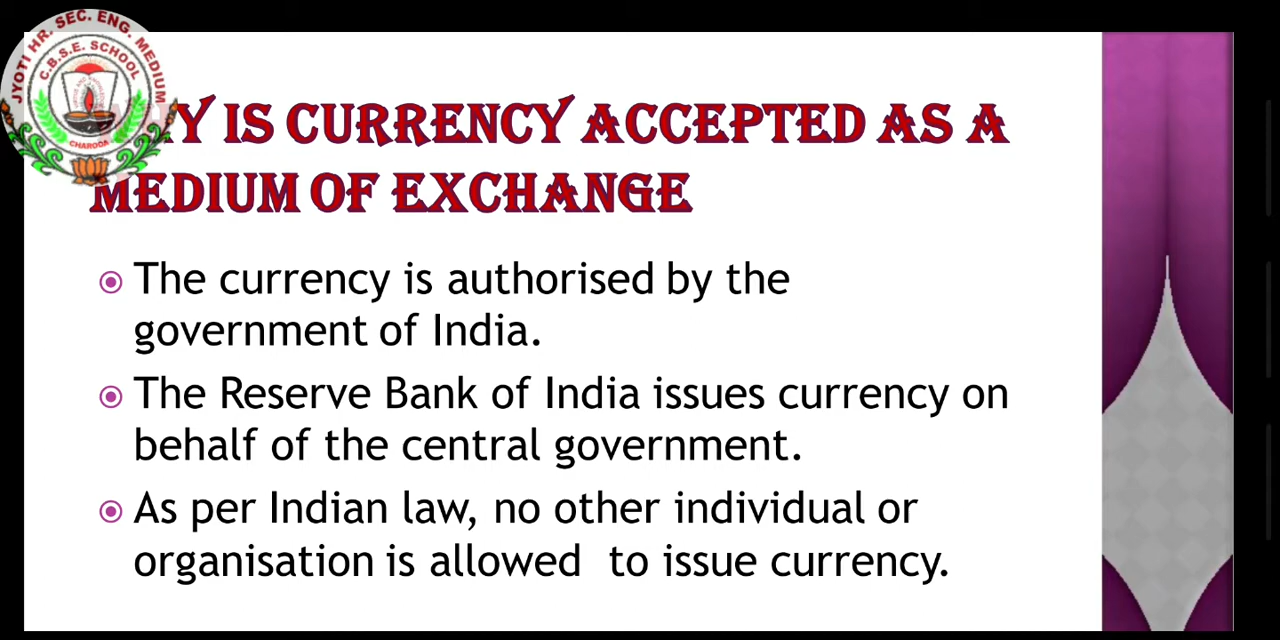 JYOTI HR. SEC. ENG. MEDIUM
C.B.S.E. SCHOOL
CHARODA
Y IS CURRENCY ACCEPTED AS A
MEDIUM OF EXCHANGE
The currency is authorised by the
government of India.
The Reserve Bank of India issues currency on
behalf of the central government.
As per Indian law, no other individual or
organisation is allowed to issue currency.